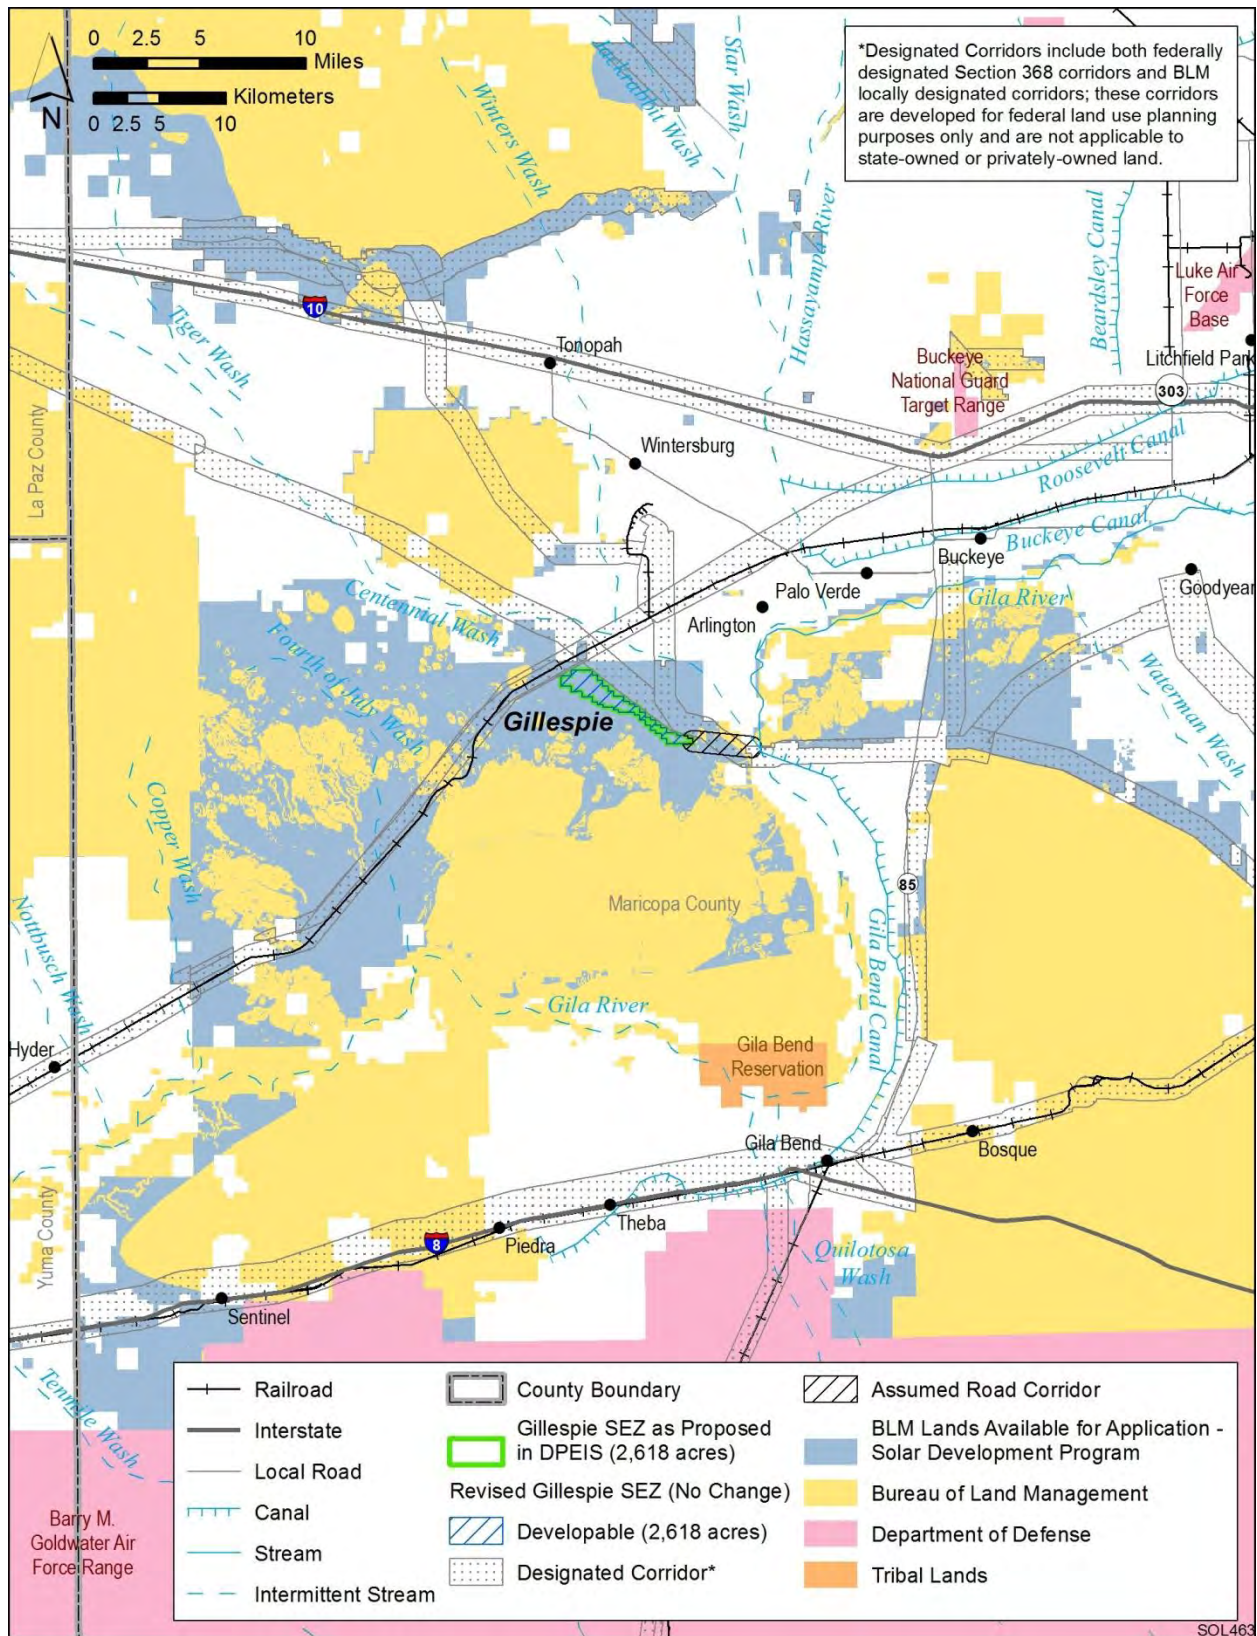 0 2.5 5 10
Miles
Kilometers
0 2.5 5 10
N
*Designated Corridors include both federally
designated Section 368 corridors and BLM
locally designated corridors; these corridors
are developed for federal land use planning
purposes only and are not applicable to
state-owned or privately-owned land.
Jackrabbit Wash
Star Wash
Winters Wash
Hassayampa River
Beardsley Canal
Luke Air
Force
Base
10
Tiger Wash
Tonopah
Buckeye
National Guard
Target Range
Litchfield Park
303
La Paz County
Wintersburg
Roosevelt Canal
Buckeye Canal
Buckeye
Palo Verde
Goodyear
Gila River
Arlington
Centennial Wash
Fourth of July Wash
Waterman Wash
Gillespie
Copper Wash
85
Maricopa County
Nottbusch Wash
Gila Bend Canal
Gila River
Hyder
Gila Bend
Reservation
Gila Bend
Bosque
Theba
Yuma County
8
Piedra
Quilotosa
Wash
Sentinel
Tenmile Wash
Barry M.
Goldwater Air
Force Range
Railroad
Interstate
Local Road
Canal
Stream
Intermittent Stream
County Boundary
Gillespie SEZ as Proposed
in DPEIS (2,618 acres)
Revised Gillespie SEZ (No Change)
Developable (2,618 acres)
Designated Corridor*
Assumed Road Corridor
BLM Lands Available for Application -
Solar Development Program
Bureau of Land Management
Department of Defense
Tribal Lands
SOL463